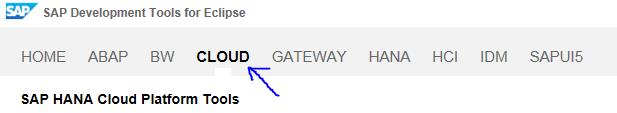 SAP SAP Development Tools for Eclipse
HOME ABAP BW CLOUD GATEWAY HANA HCI IDM SAPUI5
SAP HANA Cloud Platform Tools